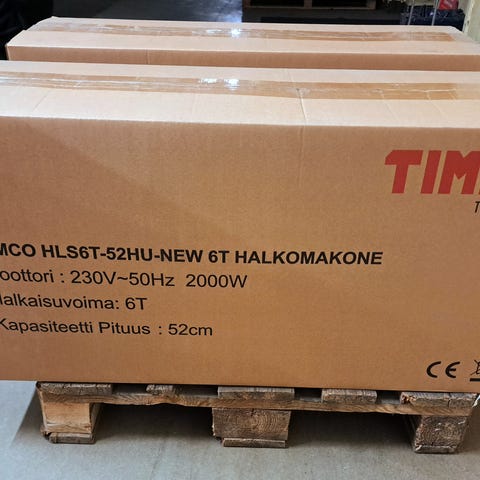 TIM
T
MCO HLS6T-52HU-NEW 6T HALKOMAKONE
oottori : 230V~50Hz 2000W
alkaisuvoima: 6T
Kapasiteetti Pituus : 52cm
CE